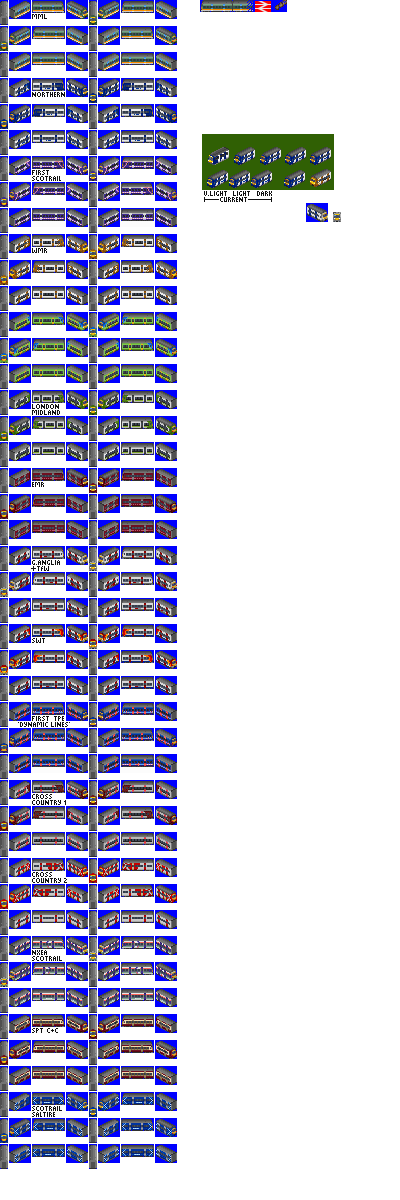 MML
NORTHERN
V.LIGHT LIGHT DARK
CURRENT
FIRST
SCOTRAIL
WMR
LONDON
MIDLAND
EMR
G.ANGLIA
+TFW
SWT
FIRST TPE
'DYNAMIC LINES'
CROSS
COUNTRY 1
CROSS
COUNTRY 2
NXEA
SCOTRAIL
SPT C+C
SCOTRAIL
SALTIRE